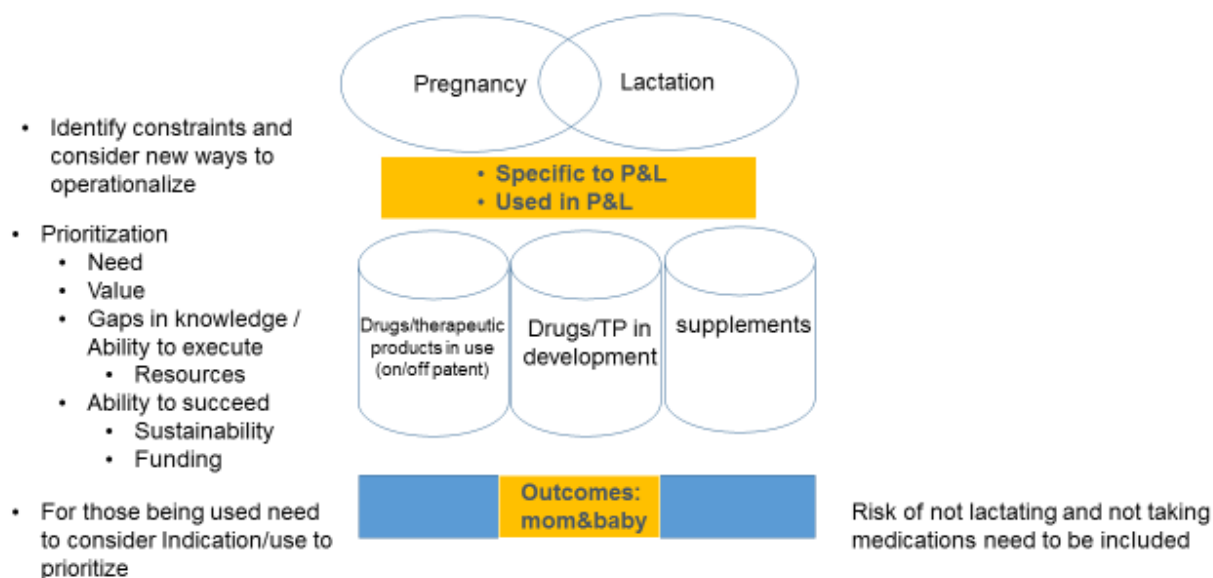 Pregnancy
Lactation
• Identify constraints and
consider new ways to
operationalize
• Specific to P&L
• Used in P&L
• Prioritization
• Need
• Value
• Gaps in knowledge /
Ability to execute
• Resources
• Ability to succeed
• Sustainability
• Funding
Drugs/therapeutic
products in use
(on/off patent)
Drugs/TP in
development
supplements
• For those being used need
to consider Indication/use to
prioritize
Outcomes:
mom&baby
Risk of not lactating and not taking
medications need to be included